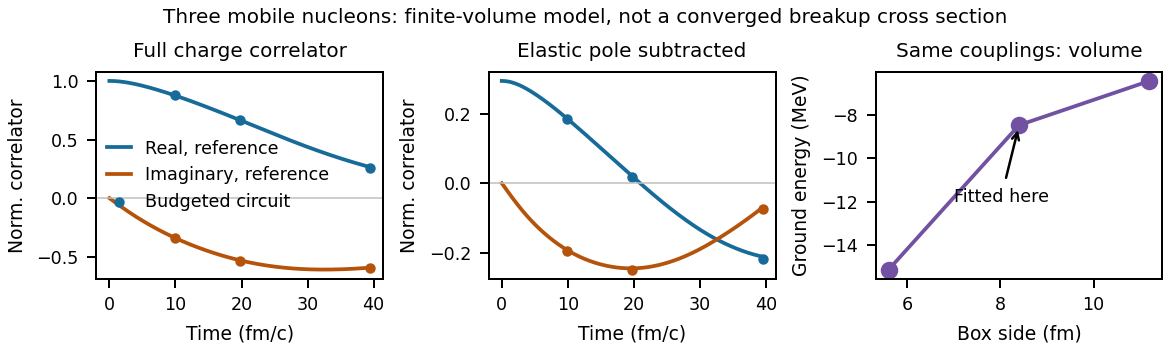 Three mobile nucleons: finite-volume model, not a converged breakup cross section
Full charge correlator
Norm. correlator
1.0
0.5
0.0
−0.5
Real, reference
Imaginary, reference
Budgeted circuit
0
10
20
30
40
Time (fm/c)
Elastic pole subtracted
Norm. correlator
0.2
0.0
−0.2
0
10
20
30
40
Time (fm/c)
Same couplings: volume
Ground energy (MeV)
−8
−10
−12
−14
Fitted here
6
8
10
Box side (fm)